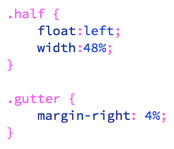 .half {
    float:left;
    width:48%;
}

.gutter {
    margin-right: 4%;
}